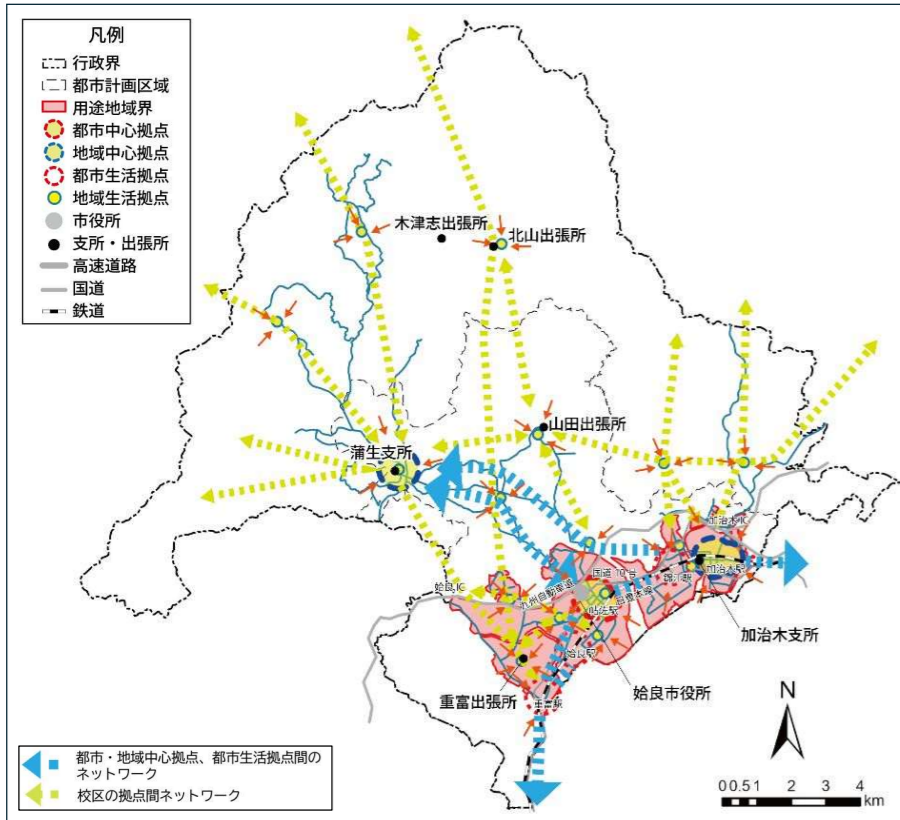 凡例
行政界
都市計画区域
用途地域界
都市中心拠点
地域中心拠点
都市生活拠点
地域生活拠点
市役所
支所・出張所
高速道路
国道
鉄道
木津志出張所
北山出張所
山田出張所
蒲生支所
加治木IC
国道10号
錦江駅
加治木駅
姶良IC
九州自動車道
日豊本線
帖佐駅
加治木支所
姶良駅
重富出張所
重富駅
姶良市役所
N
都市・地域中心拠点、都市生活拠点間の
ネットワーク
校区の拠点間ネットワーク
0 0.5 1 2 3 4
km